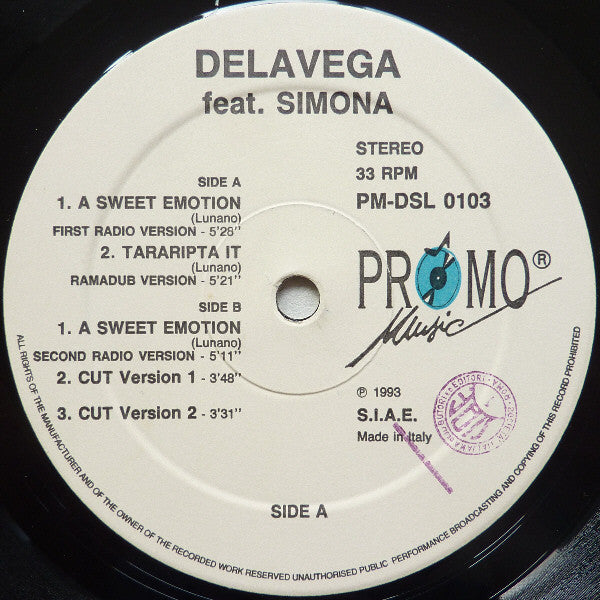 DELAVEGA
feat. SIMONA
SIDE A
1. A SWEET EMOTION
(Lunano)
FIRST RADIO VERSION - 5'28"
2. TARARIPTA IT
(Lunano)
RAMADUB VERSION - 5'21"
SIDE B
1. A SWEET EMOTION
(Lunano)
SECOND RADIO VERSION - 5'11"
2. CUT Version 1 - 3'48"
3. CUT Version 2 - 3'31"
STEREO
33 RPM
PM-DSL 0103
PROMO®
Music
℗ 1993
S.I.A.E.
Made in Italy
SIDE A
ALL RIGHTS OF THE MANUFACTURER AND OF THE OWNER OF THE RECORDED WORK RESERVED UNAUTHORISED PUBLIC PERFORMANCE BROADCASTING AND COPYING OF THIS RECORD PROHIBITED